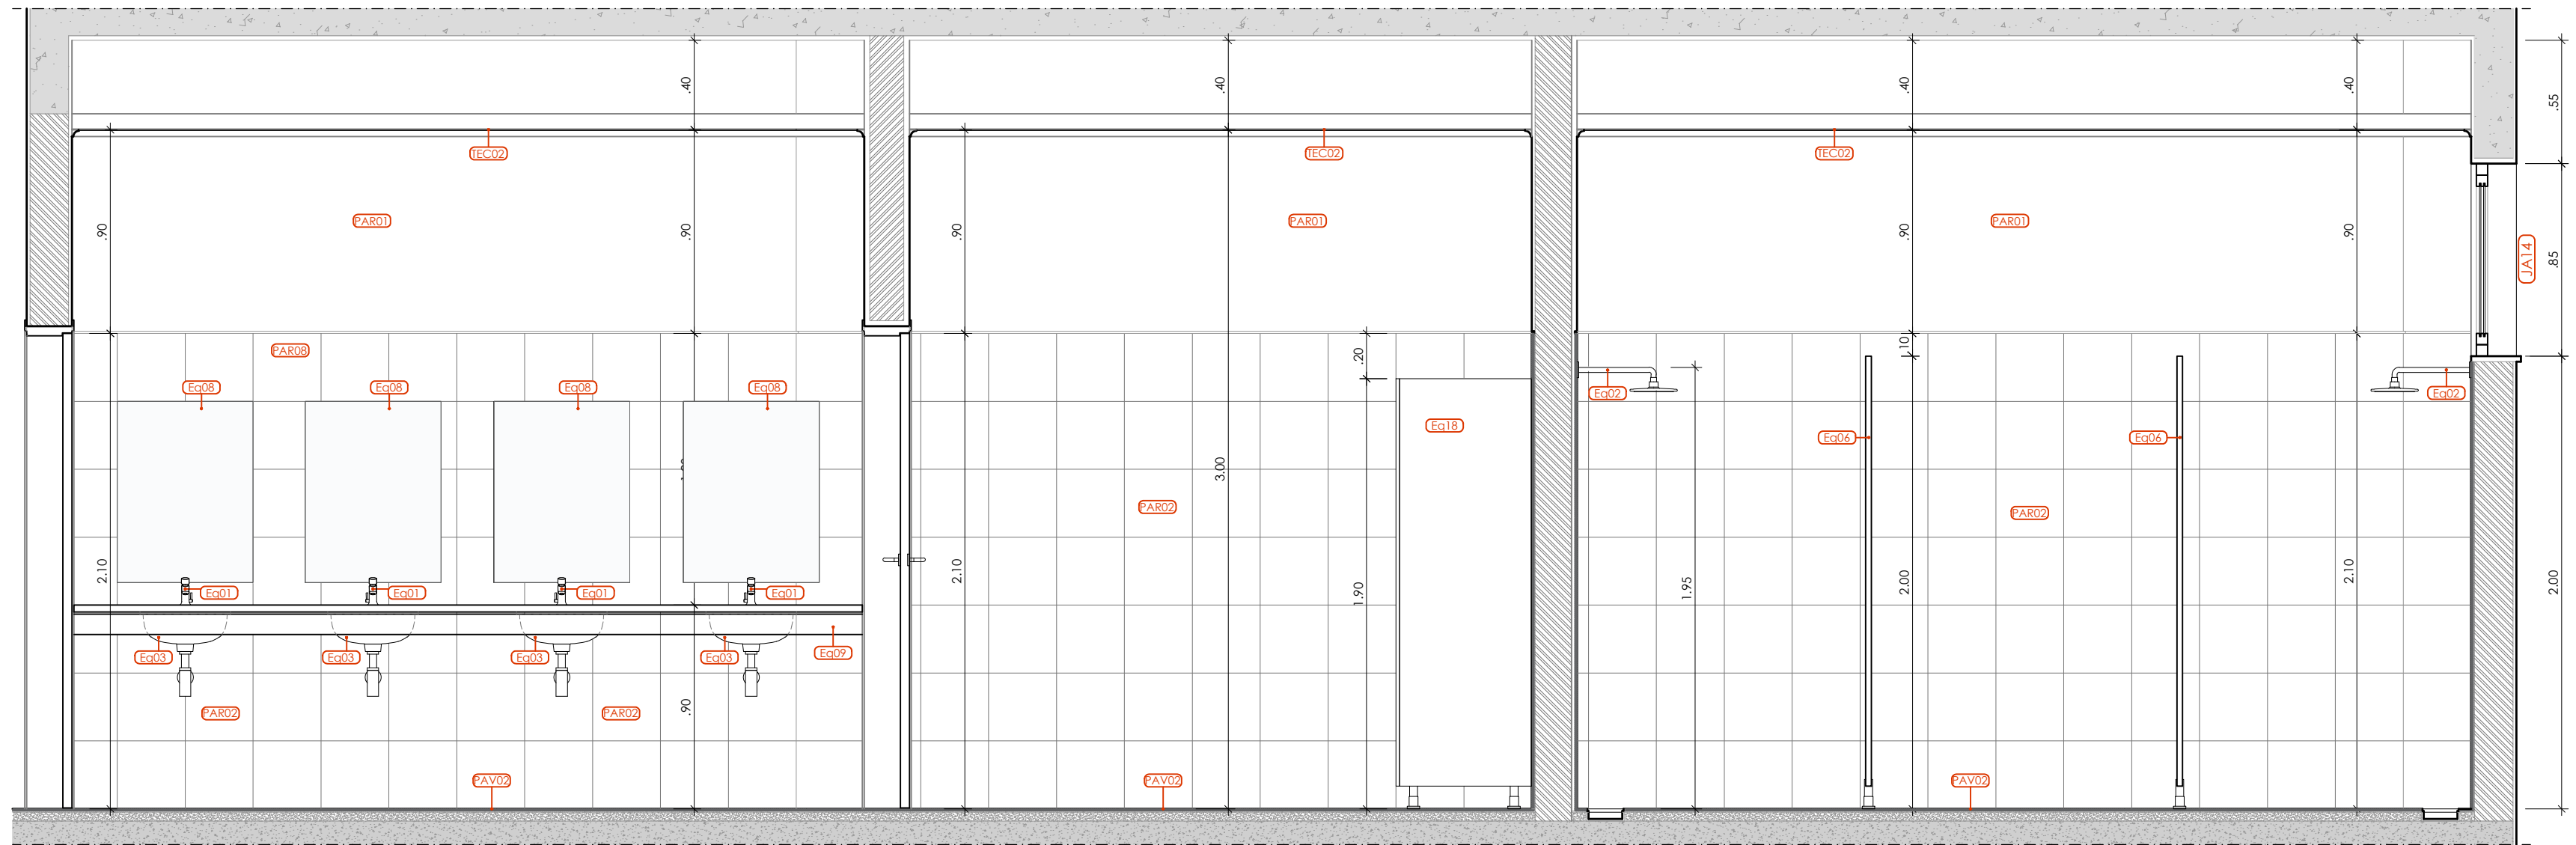 .40
.40
.40
.40
.55
TEC02
TEC02
TEC02
.90
PAR01
.90
.90
PAR01
.90
PAR01
.90
JA14
.85
PAR08
.20
.10
Eq08
Eq08
Eq08
Eq08
Eq02
Eq02
Eq18
Eq06
Eq06
3.00
PAR02
PAR02
2.10
2.10
1.90
1.95
2.00
2.10
2.00
Eq01
Eq01
Eq01
Eq01
Eq03
Eq03
Eq03
Eq03
Eq09
PAR02
PAR02
.90
PAV02
PAV02
PAV02